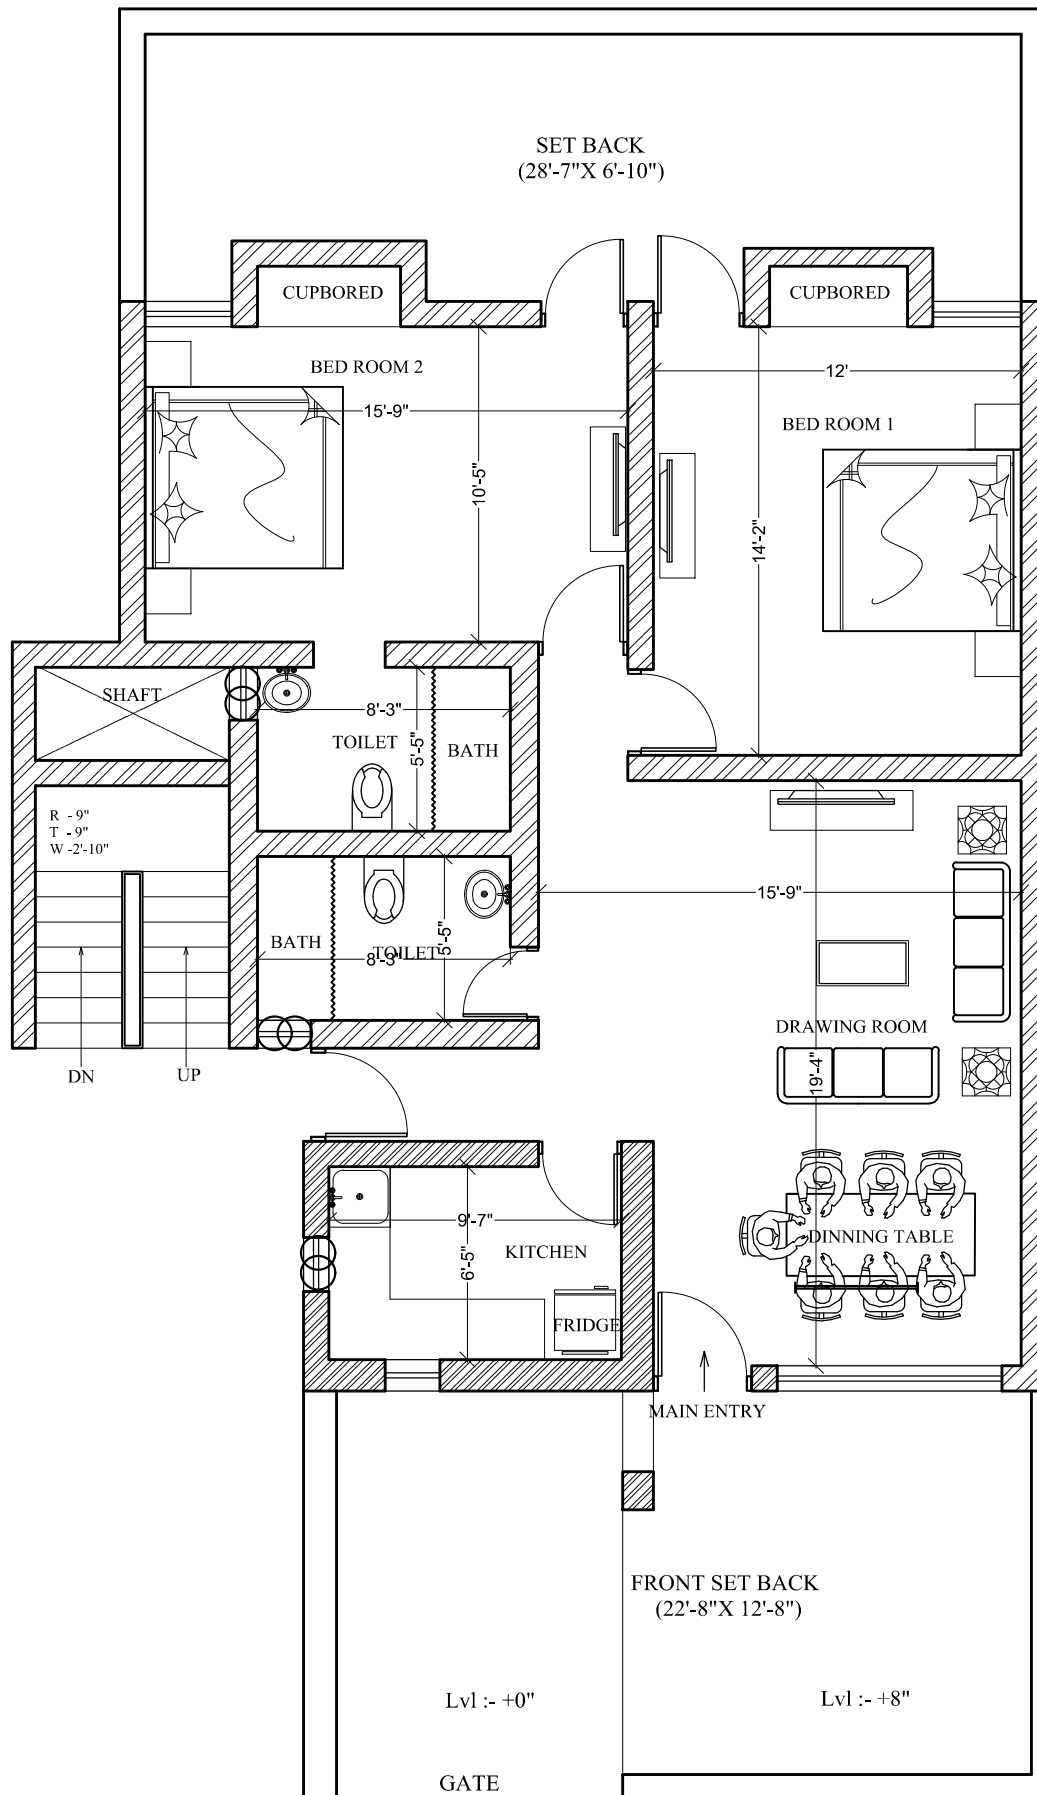 SET BACK
(28'-7"X 6'-10")
CUPBORED
CUPBORED
BED ROOM 2
12'
15'-9"
BED ROOM 1
10'-5"
14'-2"
SHAFT
8'-3"
TOILET
BATH
5'-5"
R - 9"
T - 9"
W -2'-10"
15'-9"
BATH
TOILET
8'-3"
5'-5"
DRAWING ROOM
19'-4"
DN
UP
9'-7"
KITCHEN
6'-5"
DINNING TABLE
FRIDGE
MAIN ENTRY
FRONT SET BACK
(22'-8"X 12'-8")
Lvl :- +0"
Lvl :- +8"
GATE